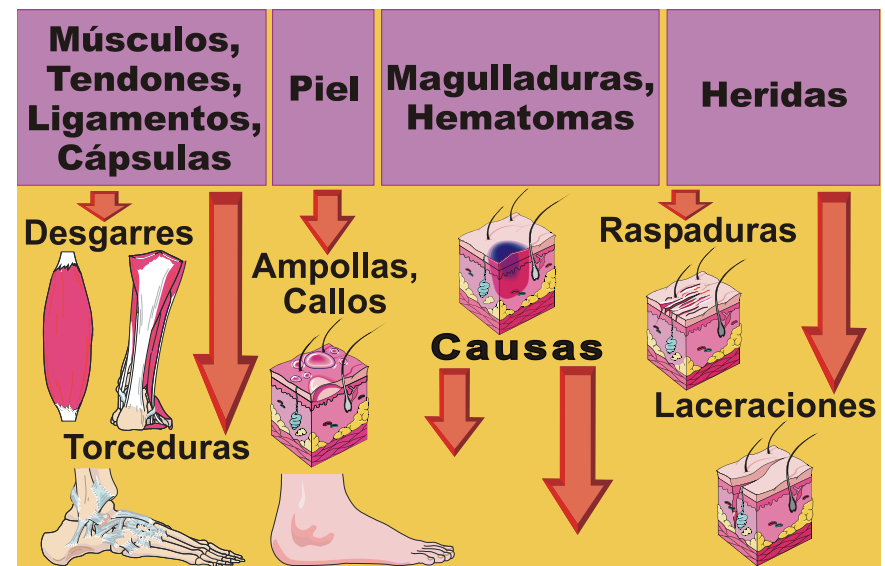 Músculos,
Tendones,
Ligamentos,
Cápsulas
Piel
Magulladuras,
Hematomas
Heridas
Desgarres
Torceduras
Ampollas,
Callos
Causas
Raspaduras
Laceraciones